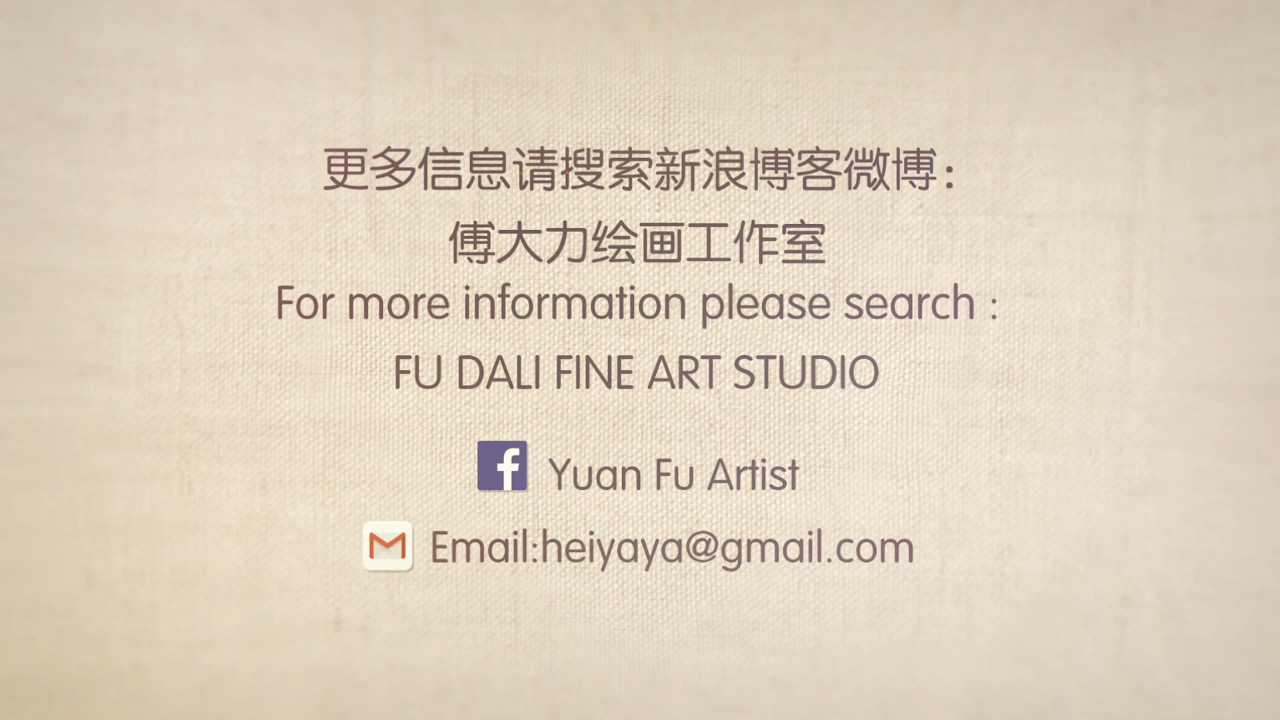 更多信息请搜索新浪博客微博：
傅大力绘画工作室
For more information please search :
FU DALI FINE ART STUDIO
f Yuan Fu Artist
Email:heiyaya@gmail.com